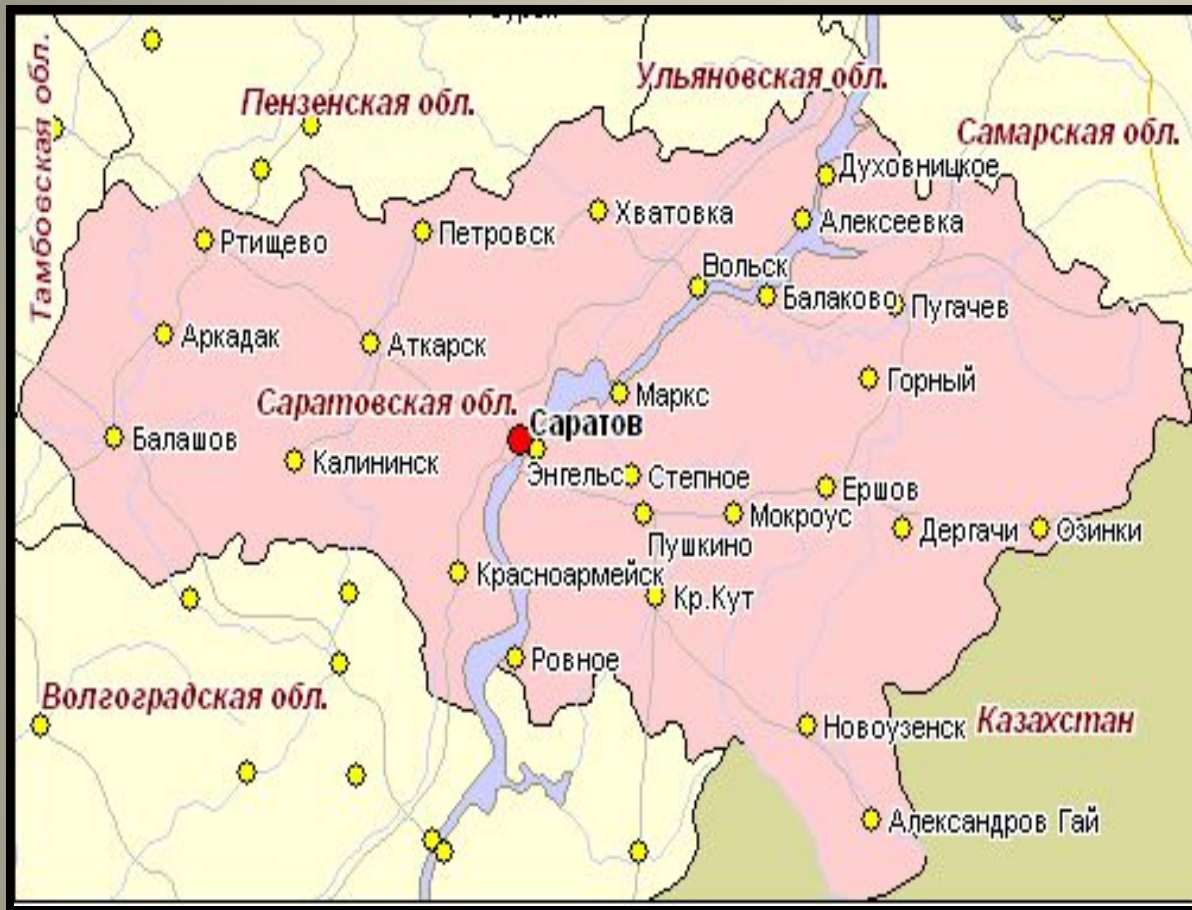 Тамбовская обл.
Пензенская обл.
Ульяновская обл.
Самарская обл.
Духовницкое
Хватовка
Алексеевка
Ртищево
Петровск
Вольск
Балаково
Пугачев
Аркадак
Аткарск
Горный
Маркс
Саратовская обл.
Саратов
Балашов
Калининск
Энгельс
Степное
Ершов
Мокроус
Дергачи
Озинки
Пушкино
Красноармейск
Кр.Кут
Ровное
Волгоградская обл.
Новоузенск
Казахстан
Александров Гай